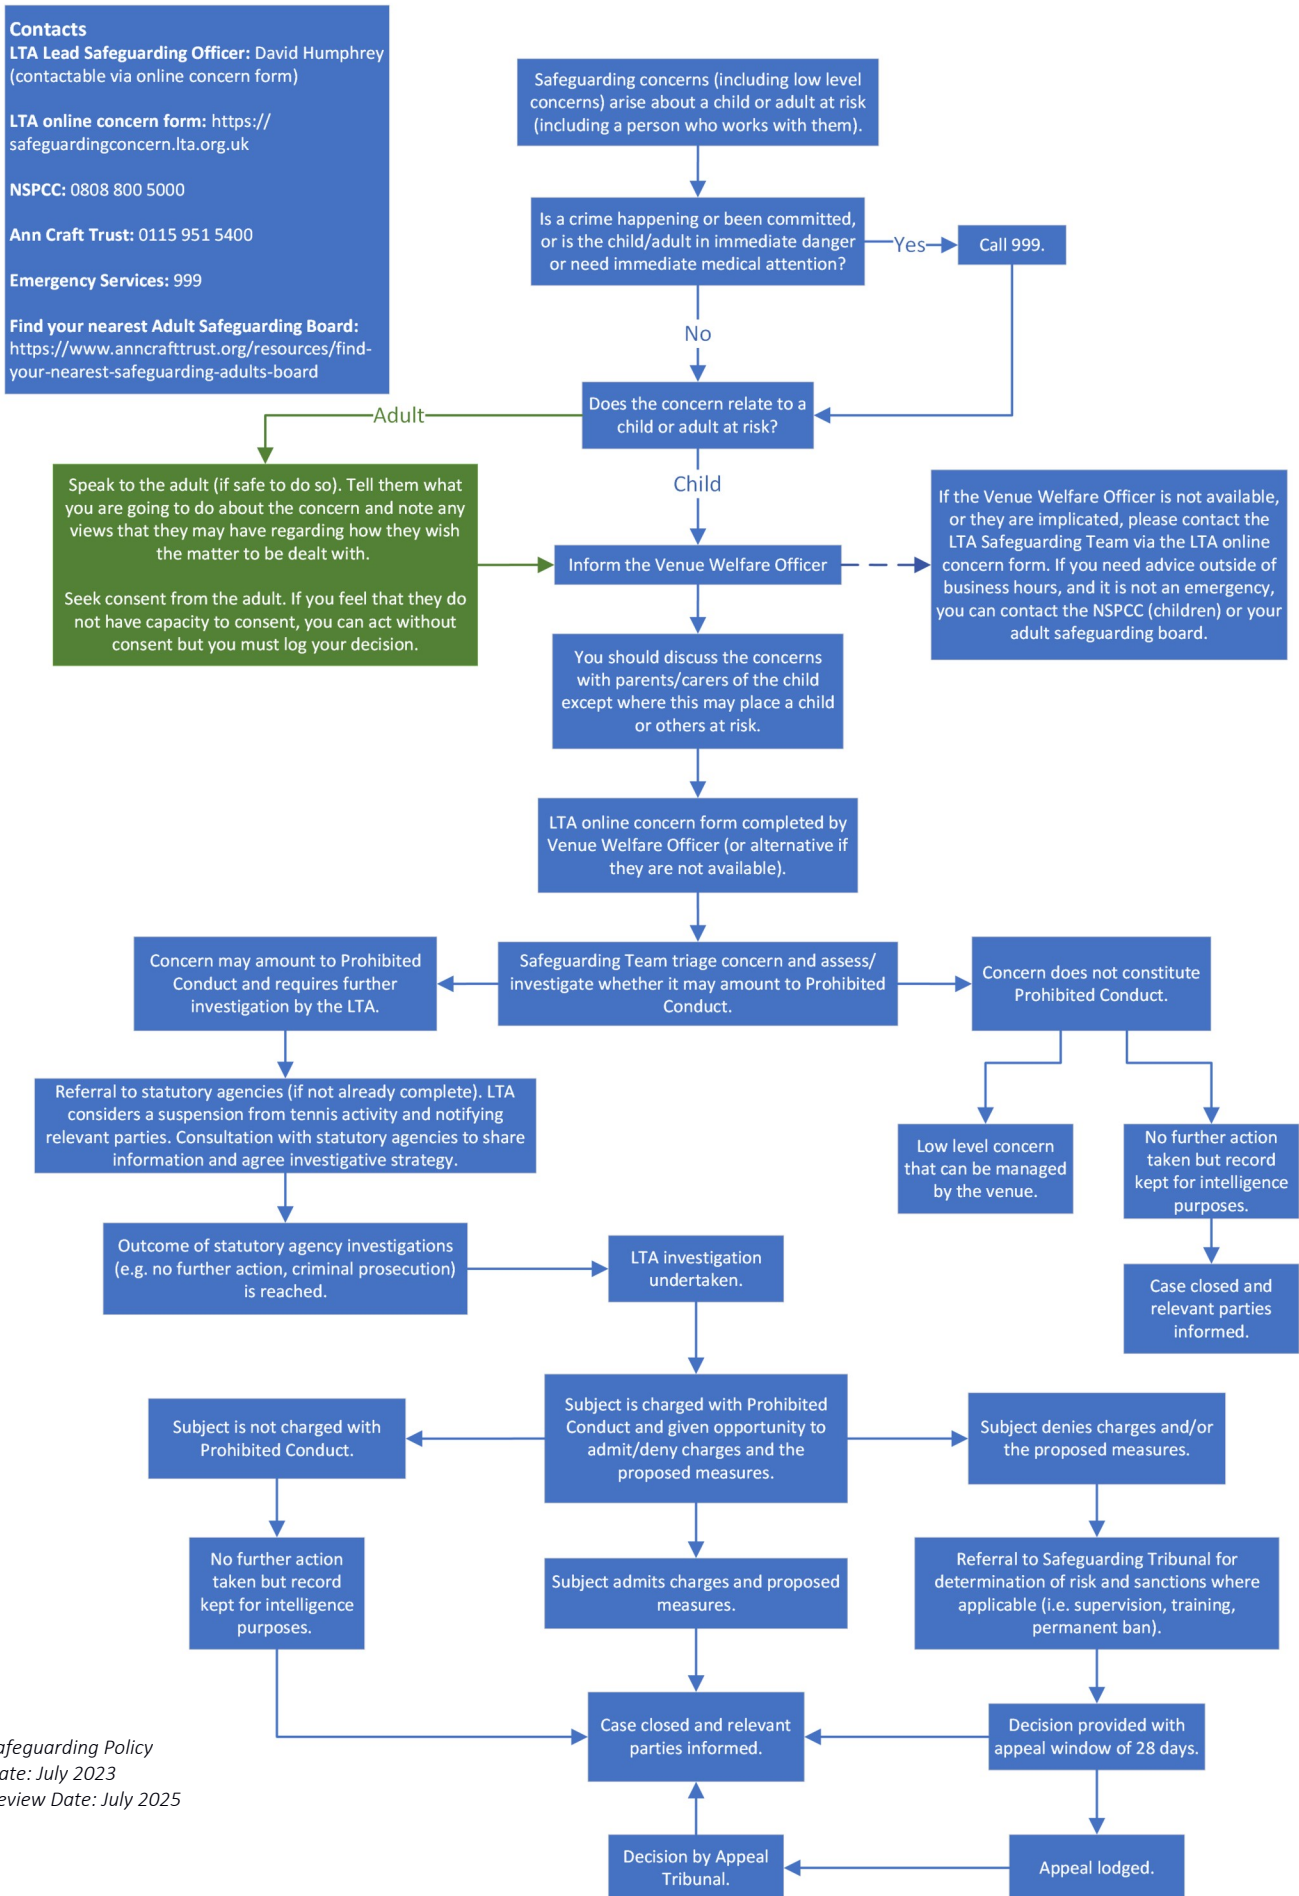 Contacts
LTA Lead Safeguarding Officer: David Humphrey
(contactable via online concern form)
LTA online concern form: https://
safeguardingconcern.lta.org.uk
NSPCC: 0808 800 5000
Ann Craft Trust: 0115 951 5400
Emergency Services: 999
Find your nearest Adult Safeguarding Board:
https://www.anncrafttrust.org/resources/find-
your-nearest-safeguarding-adults-board
Safeguarding concerns (including low level
concerns) arise about a child or adult at risk
(including a person who works with them).
Is a crime happening or been committed,
or is the child/adult in immediate danger
or need immediate medical attention?
Yes
Call 999.
No
Does the concern relate to a
child or adult at risk?
Adult
Child
Speak to the adult (if safe to do so). Tell them what
you are going to do about the concern and note any
views that they may have regarding how they wish
the matter to be dealt with.
Seek consent from the adult. If you feel that they do
not have capacity to consent, you can act without
consent but you must log your decision.
Inform the Venue Welfare Officer
If the Venue Welfare Officer is not available,
or they are implicated, please contact the
LTA Safeguarding Team via the LTA online
concern form. If you need advice outside of
business hours, and it is not an emergency,
you can contact the NSPCC (children) or your
adult safeguarding board.
You should discuss the concerns
with parents/carers of the child
except where this may place a child
or others at risk.
LTA online concern form completed by
Venue Welfare Officer (or alternative if
they are not available).
Safeguarding Team triage concern and assess/
investigate whether it may amount to Prohibited
Conduct.
Concern may amount to Prohibited
Conduct and requires further
investigation by the LTA.
Concern does not constitute
Prohibited Conduct.
Referral to statutory agencies (if not already complete). LTA
considers a suspension from tennis activity and notifying
relevant parties. Consultation with statutory agencies to share
information and agree investigative strategy.
Low level concern
that can be managed
by the venue.
No further action
taken but record
kept for intelligence
purposes.
Outcome of statutory agency investigations
(e.g. no further action, criminal prosecution)
is reached.
LTA investigation
undertaken.
Case closed and
relevant parties
informed.
Subject is not charged with
Prohibited Conduct.
Subject is charged with Prohibited
Conduct and given opportunity to
admit/deny charges and the
proposed measures.
Subject denies charges and/or
the proposed measures.
No further action
taken but record
kept for intelligence
purposes.
Subject admits charges and proposed
measures.
Referral to Safeguarding Tribunal for
determination of risk and sanctions where
applicable (i.e. supervision, training,
permanent ban).
Case closed and relevant
parties informed.
Decision provided with
appeal window of 28 days.
afeguarding Policy
ate: July 2023
eview Date: July 2025
Decision by Appeal
Tribunal.
Appeal lodged.